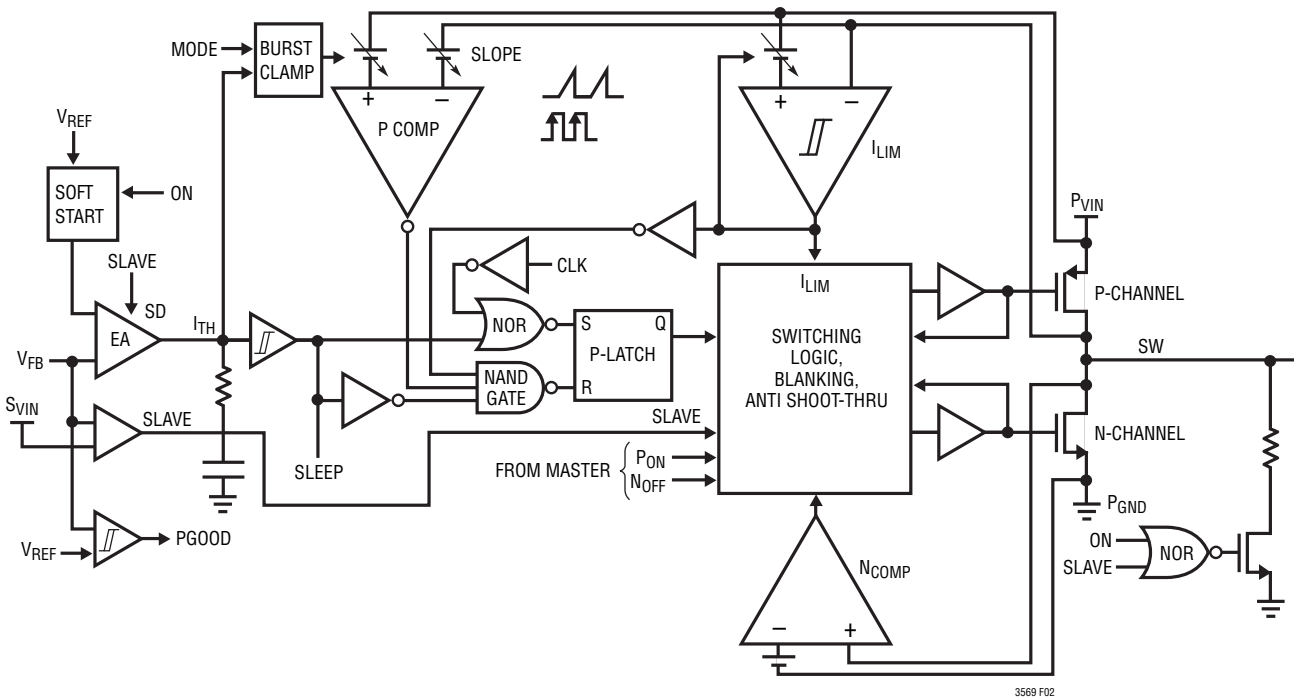 MODE
BURST
CLAMP
SLOPE
+
−
P COMP
+
−
I_LIM
V_REF
SOFT
START
ON
P_VIN
SLAVE
SD
CLK
I_LIM
P-CHANNEL
EA
I_TH
NOR
S
Q
P-LATCH
R
SWITCHING
LOGIC,
BLANKING,
ANTI SHOOT-THRU
SW
V_FB
NAND
GATE
S_VIN
SLAVE
SLAVE
N-CHANNEL
SLEEP
FROM MASTER
P_ON
N_OFF
P_GND
V_REF
PGOOD
ON
SLAVE
NOR
N_COMP
−
+
3569 F02